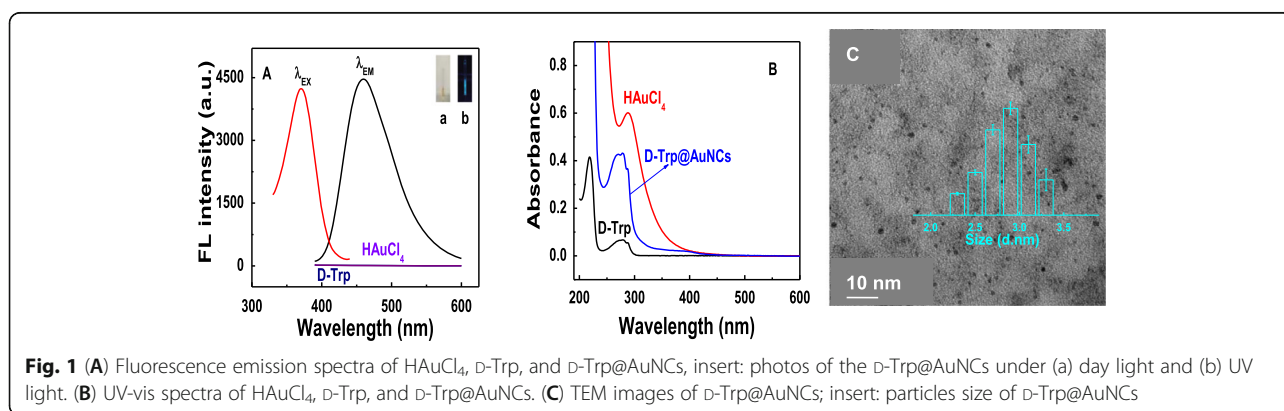 A
λEX
λEM
a
b
FL intensity (a.u.)
4500
3000
1500
0
HAuCl4
D-Trp
300
400
500
600
Wavelength (nm)
B
Absorbance
0.8
0.6
0.4
0.2
0.0
HAuCl4
D-Trp@AuNCs
D-Trp
200
300
400
500
600
Wavelength (nm)
C
2.0
2.5
3.0
3.5
Size (d.nm)
10 nm
Fig. 1 (A) Fluorescence emission spectra of HAuCl4, D-Trp, and D-Trp@AuNCs, insert: photos of the D-Trp@AuNCs under (a) day light and (b) UV
light. (B) UV-vis spectra of HAuCl4, D-Trp, and D-Trp@AuNCs. (C) TEM images of D-Trp@AuNCs; insert: particles size of D-Trp@AuNCs